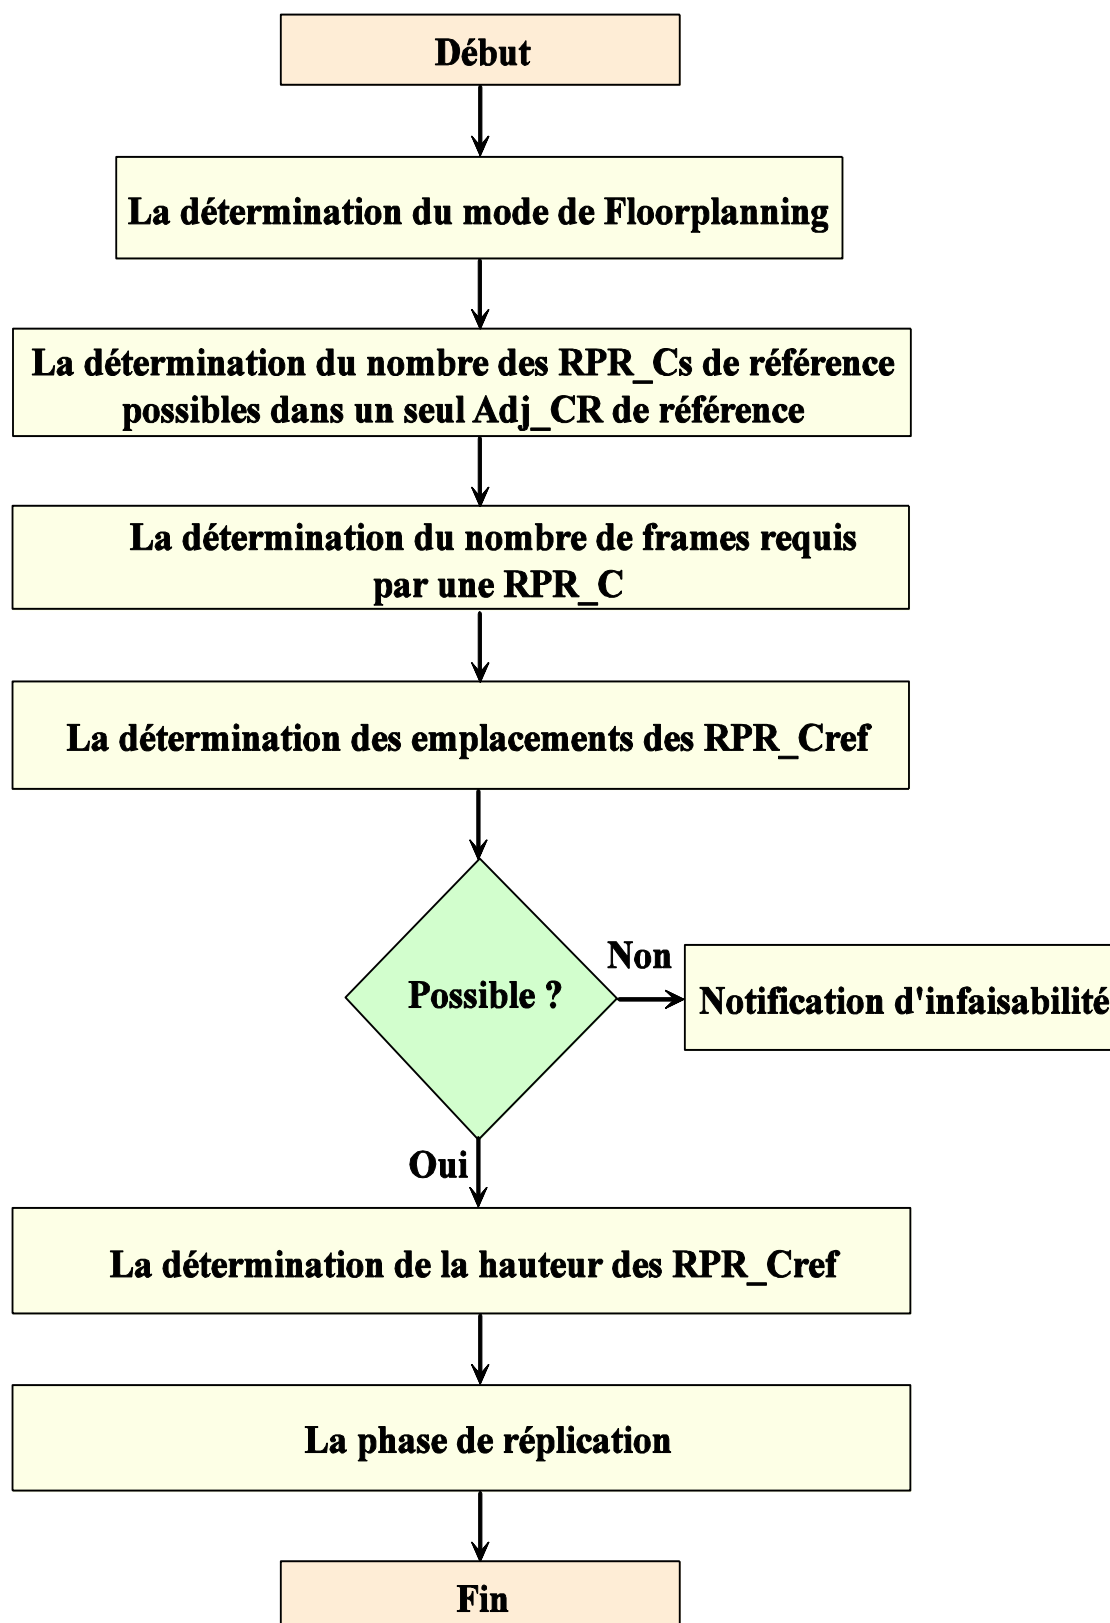 Début
La détermination du mode de Floorplanning
La détermination du nombre des RPR_Cs de référence
possibles dans un seul Adj_CR de référence
La détermination du nombre de frames requis
par une RPR_C
La détermination des emplacements des RPR_Cref
Possible ?
Non
Notification d'infaisabilité
Oui
La détermination de la hauteur des RPR_Cref
La phase de réplication
Fin